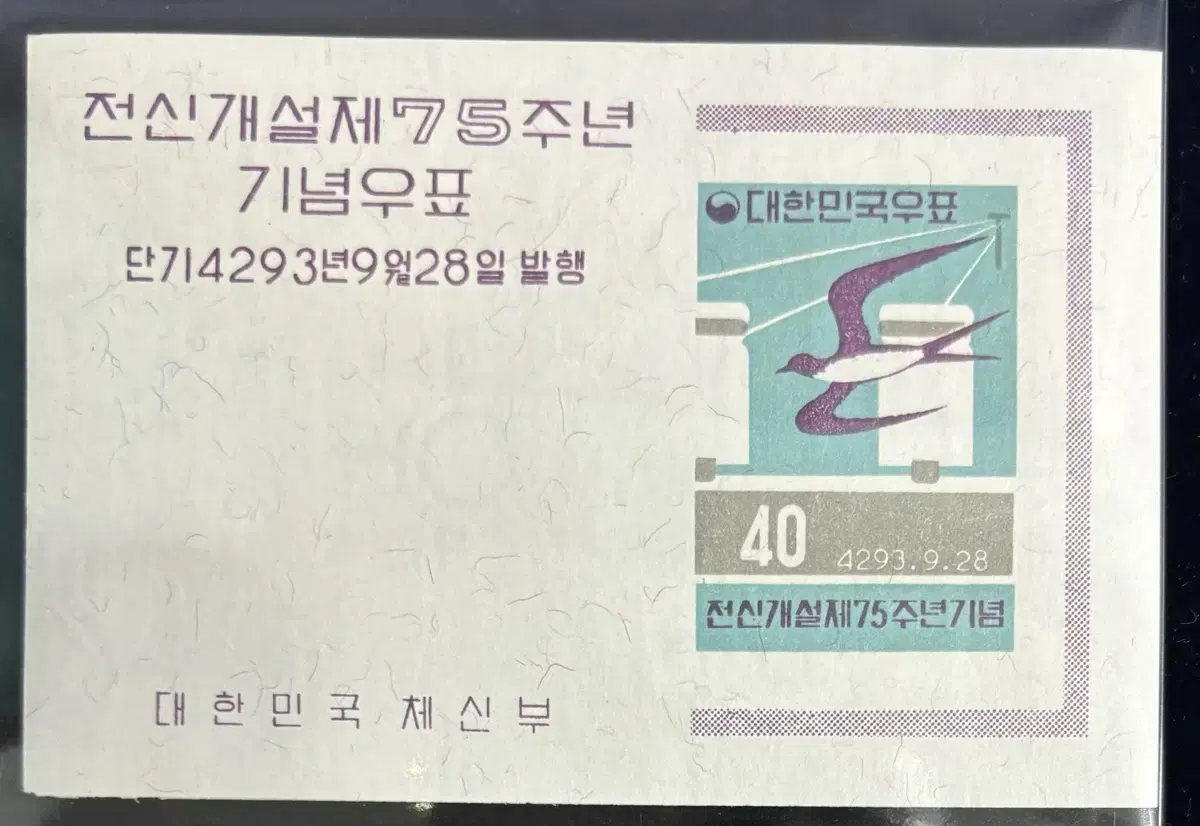 전신개설제75주년
기념우표
단기4293년9월28일 발행
대한민국 체신부
대한민국우표
40
4293.9.28
전신개설제75주년기념